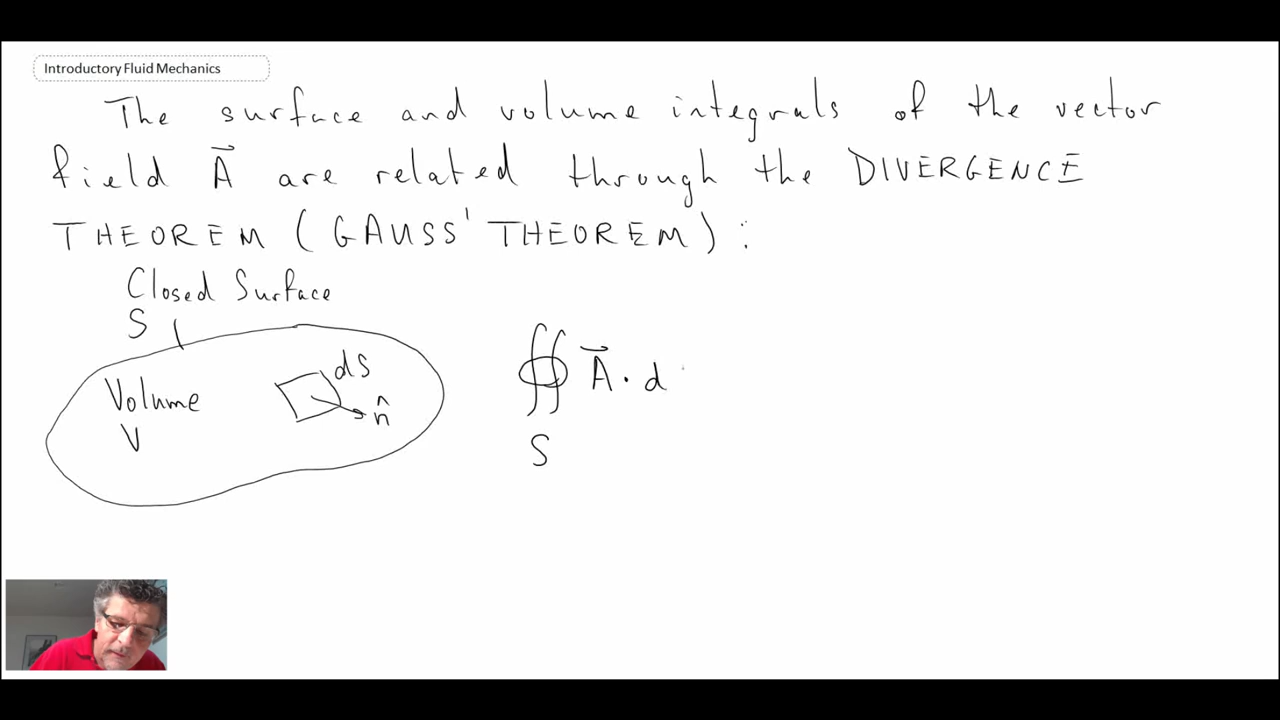 Introductory Fluid Mechanics
The surface and volume integrals of the vector
field A⃗ are related through the DIVERGENCE
THEOREM (GAUSS' THEOREM) :
Closed Surface
S
dS
Volume
n̂
V
∯ A⃗ · d
S